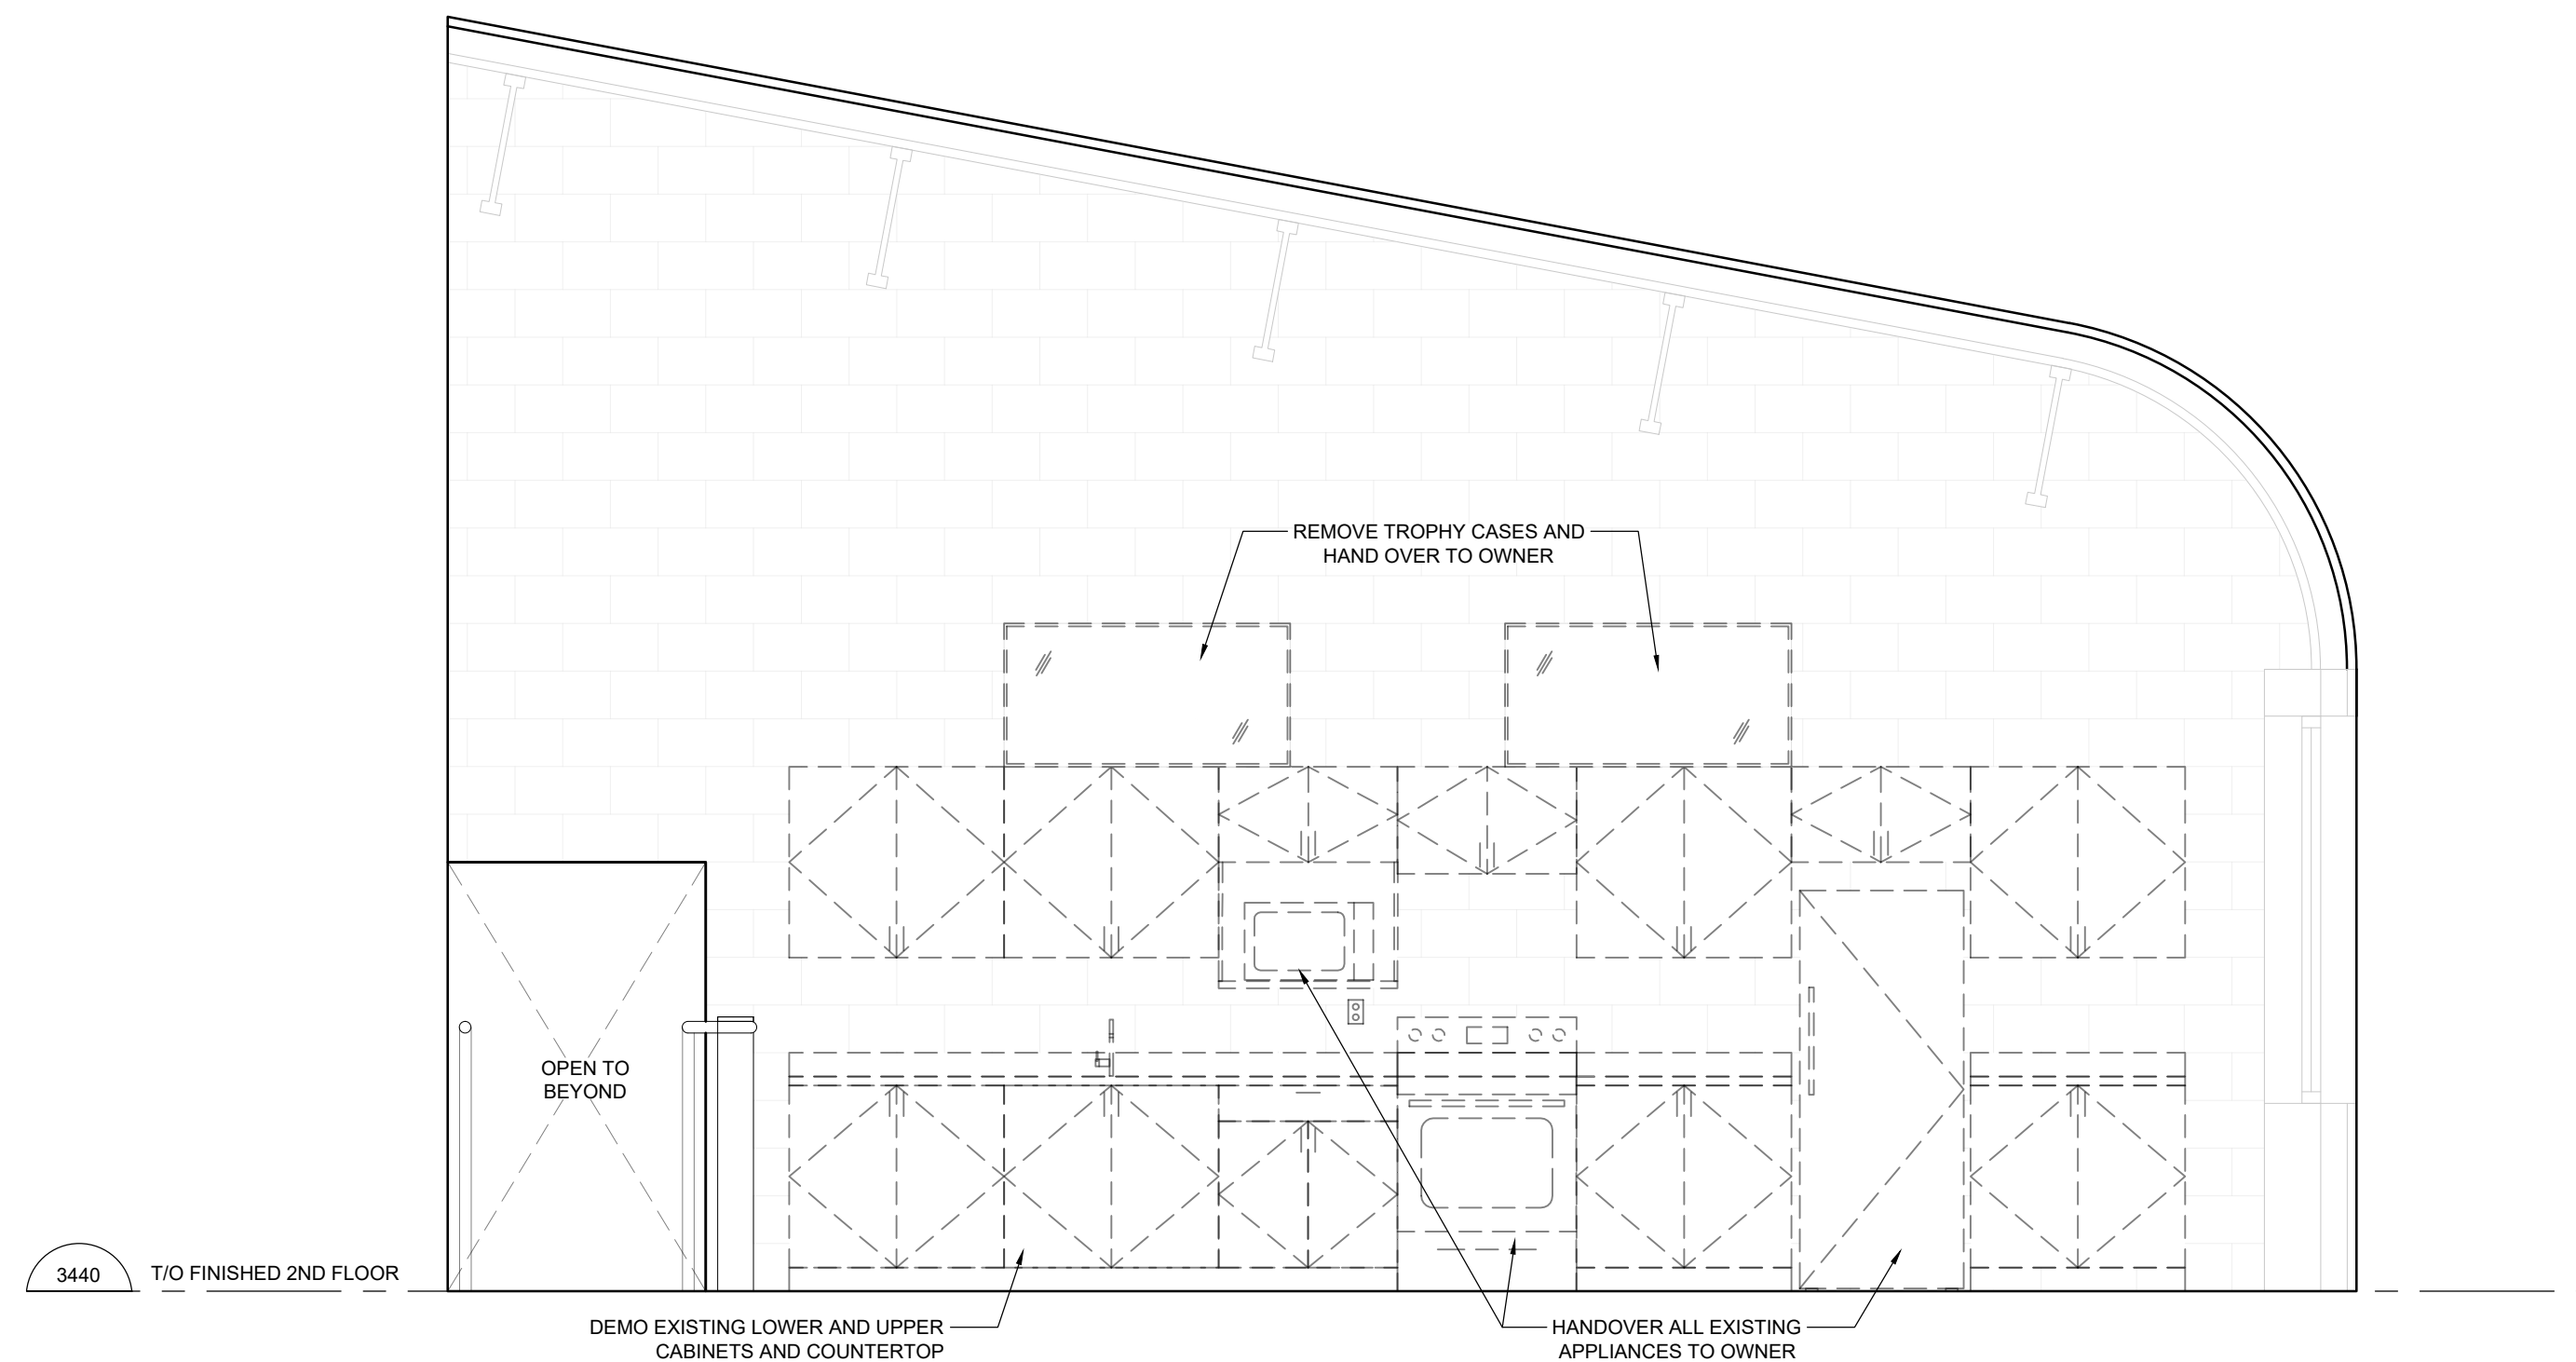 REMOVE TROPHY CASES AND
HAND OVER TO OWNER
OPEN TO
BEYOND
3440
T/O FINISHED 2ND FLOOR
DEMO EXISTING LOWER AND UPPER
CABINETS AND COUNTERTOP
HANDOVER ALL EXISTING
APPLIANCES TO OWNER